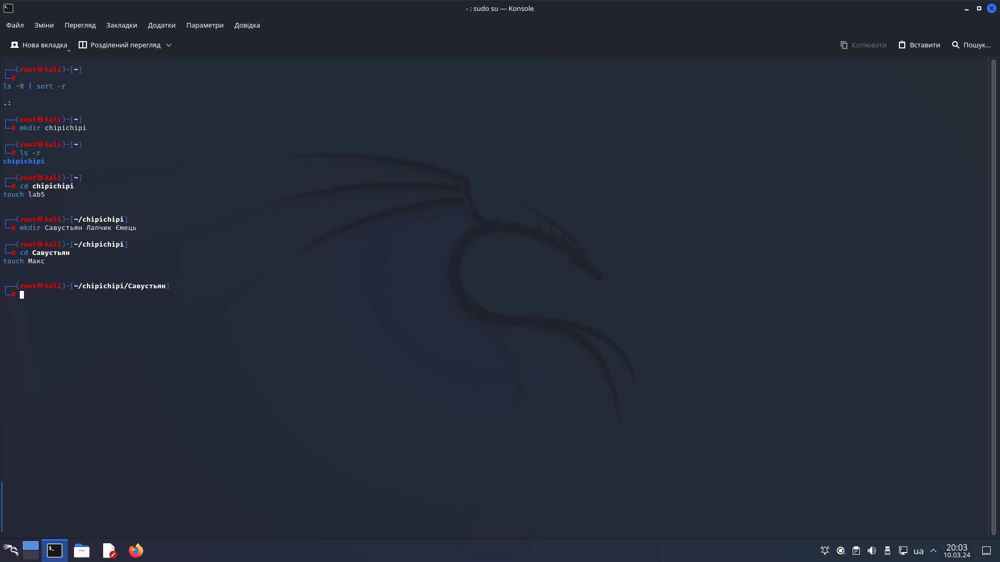 - : sudo su — Konsole
Файл Зміни Перегляд Закладки Додатки Параметри Довідка
Нова вкладка Розділений перегляд Копіювати Вставити Пошук...
┌──(root㉿kali)-[~]
└─#
ls -R | sort -r
.:
┌──(root㉿kali)-[~]
└─# mkdir chipichipi
┌──(root㉿kali)-[~]
└─# ls -r
chipichipi
┌──(root㉿kali)-[~]
└─# cd chipichipi
touch lab5
┌──(root㉿kali)-[~/chipichipi]
└─# mkdir Савустьян Лапчик Ємець
┌──(root㉿kali)-[~/chipichipi]
└─# cd Савустьян
touch Макс
┌──(root㉿kali)-[~/chipichipi/Савустьян]
└─#
ua 20:03
10.03.24